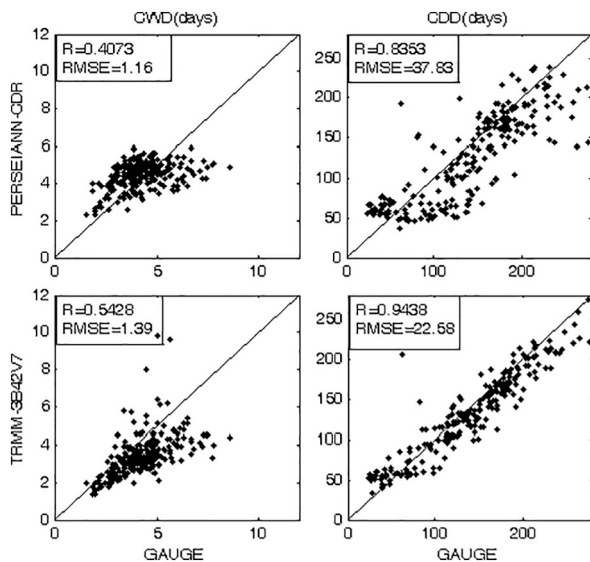 CWD(days)
CDD(days)
PERSEIANN-CDR
12
10
8
6
4
2
0
R=0.4073
RMSE=1.16
0
5
10
250
200
150
100
50
0
R=0.8353
RMSE=37.83
0
100
200
TRMM-3B42V7
12
10
8
6
4
2
0
R=0.5428
RMSE=1.39
0
5
10
GAUGE
250
200
150
100
50
0
R=0.9438
RMSE=22.58
0
100
200
GAUGE